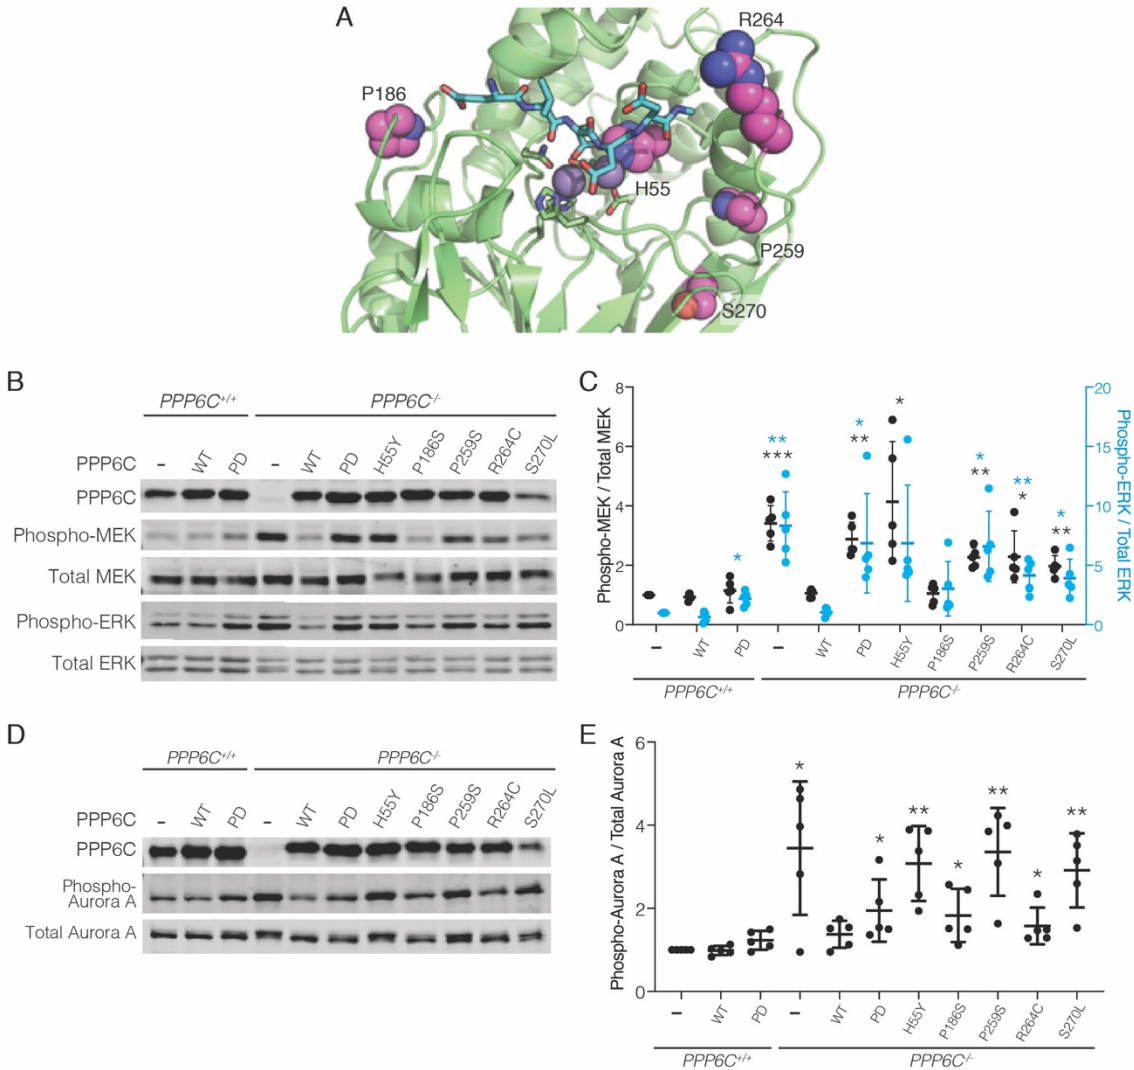 A
R264
P186
H55
P259
S270
B
PPP6C+/+ PPP6C-/-
PPP6C - WT PD - WT PD H55Y P186S P259S R264C S270L
PPP6C
Phospho-MEK
Total MEK
Phospho-ERK
Total ERK
C
Phospho-MEK / Total MEK
8
6
4
2
0
** *** * * ** * * ** ** * * **
20
15
10
5
0
Phospho-ERK / Total ERK
- WT PD - WT PD H55Y P186S P259S R264C S270L
PPP6C+/+ PPP6C-/-
D
PPP6C+/+ PPP6C-/-
PPP6C - WT PD - WT PD H55Y P186S P259S R264C S270L
PPP6C
Phospho-
Aurora A
Total Aurora A
E
Phospho-Aurora A / Total Aurora A
6
4
2
0
* * ** * ** * **
- WT PD - WT PD H55Y P186S P259S R264C S270L
PPP6C+/+ PPP6C-/-